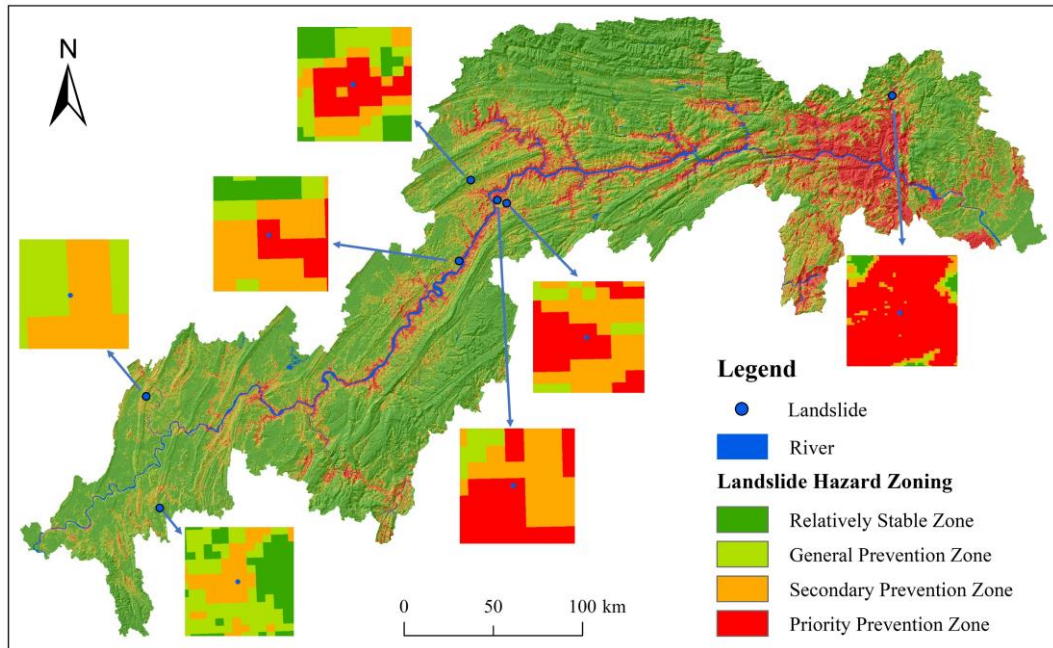 N
Legend
Landslide
River
Landslide Hazard Zoning
Relatively Stable Zone
General Prevention Zone
Secondary Prevention Zone
Priority Prevention Zone
0 50 100 km